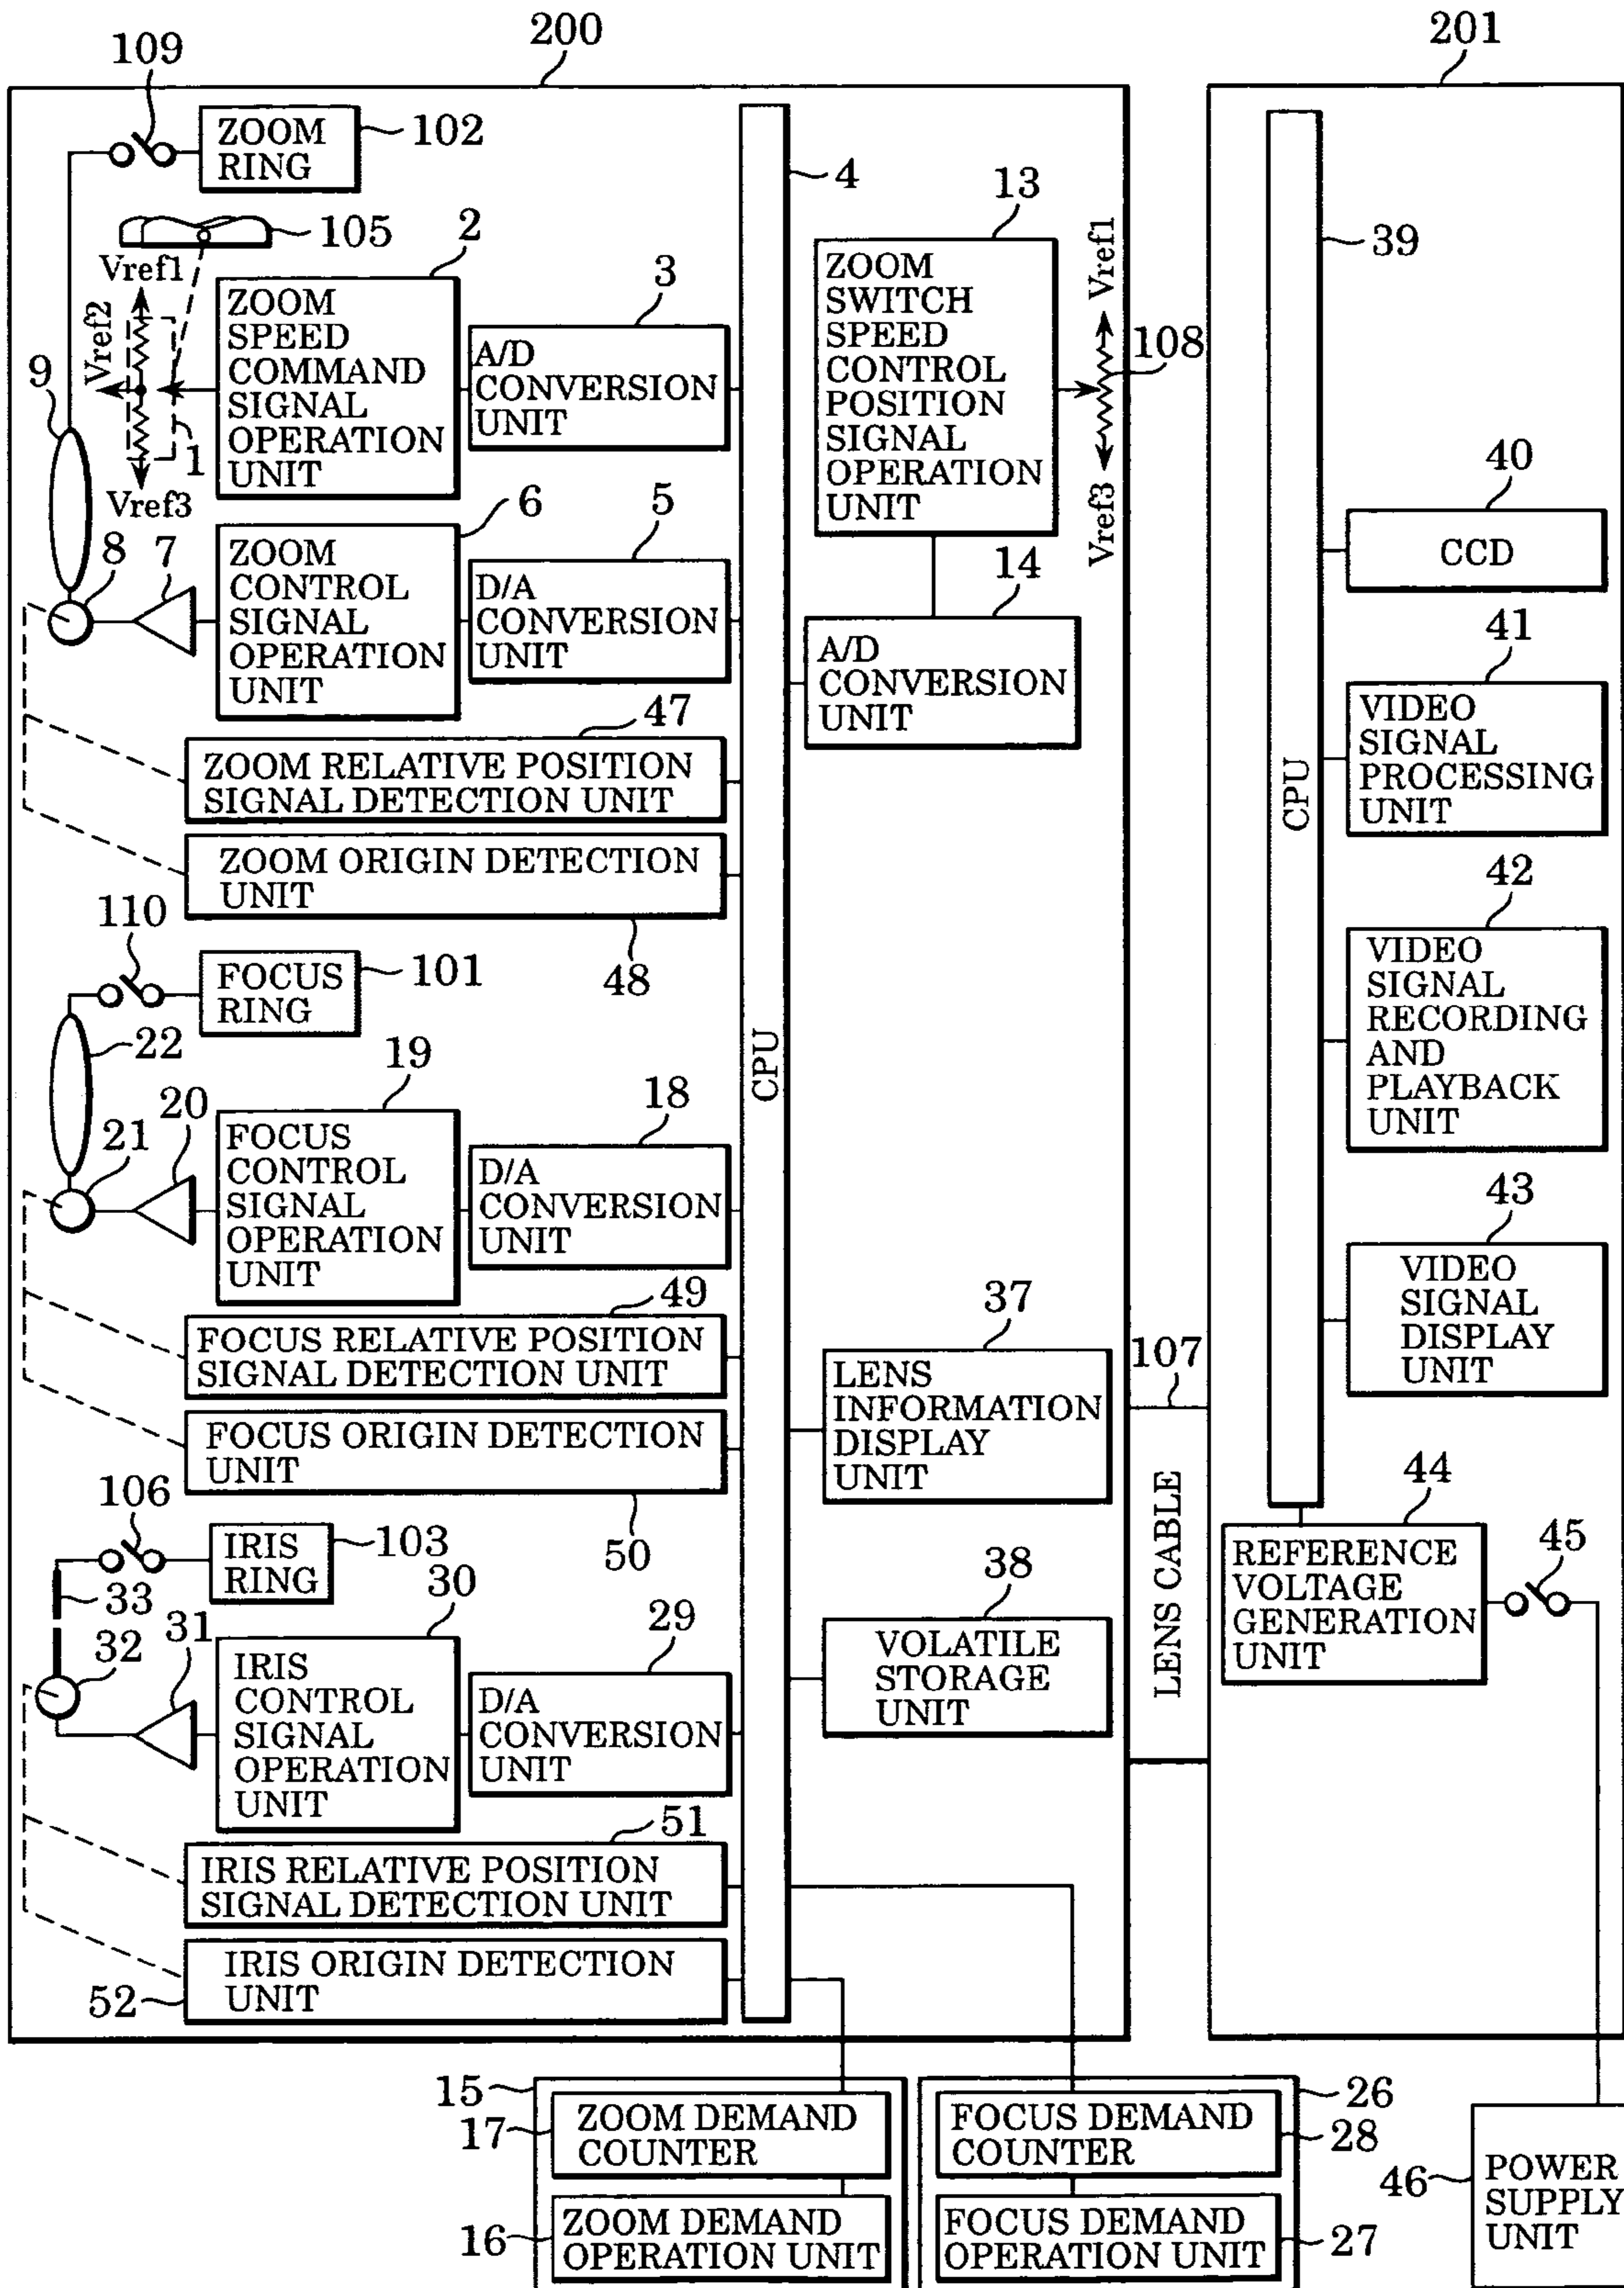 200
201
109
ZOOM
RING
102
4
105
2
13
Vref1
39
Vref1
Vref2
ZOOM
SPEED
COMMAND
SIGNAL
OPERATION
UNIT
3
A/D
CONVERSION
UNIT
ZOOM
SWITCH
SPEED
CONTROL
POSITION
SIGNAL
OPERATION
UNIT
108
9
1
Vref3
Vref3
40
CCD
6
5
8
7
ZOOM
CONTROL
SIGNAL
OPERATION
UNIT
D/A
CONVERSION
UNIT
14
A/D
CONVERSION
UNIT
41
VIDEO
SIGNAL
PROCESSING
UNIT
CPU
47
ZOOM RELATIVE POSITION
SIGNAL DETECTION UNIT
ZOOM ORIGIN DETECTION
UNIT
48
42
VIDEO
SIGNAL
RECORDING
AND
PLAYBACK
UNIT
110
FOCUS
RING
101
CPU
22
19
18
20
21
FOCUS
CONTROL
SIGNAL
OPERATION
UNIT
D/A
CONVERSION
UNIT
43
VIDEO
SIGNAL
DISPLAY
UNIT
49
FOCUS RELATIVE POSITION
SIGNAL DETECTION UNIT
37
LENS
INFORMATION
DISPLAY
UNIT
107
LENS CABLE
FOCUS ORIGIN DETECTION
UNIT
50
44
REFERENCE
VOLTAGE
GENERATION
UNIT
45
106
IRIS
RING
103
33
30
29
31
32
IRIS
CONTROL
SIGNAL
OPERATION
UNIT
D/A
CONVERSION
UNIT
38
VOLATILE
STORAGE
UNIT
51
IRIS RELATIVE POSITION
SIGNAL DETECTION UNIT
IRIS ORIGIN DETECTION
UNIT
52
15
17
ZOOM DEMAND
COUNTER
16
ZOOM DEMAND
OPERATION UNIT
26
FOCUS DEMAND
COUNTER
28
FOCUS DEMAND
OPERATION UNIT
27
46
POWER
SUPPLY
UNIT